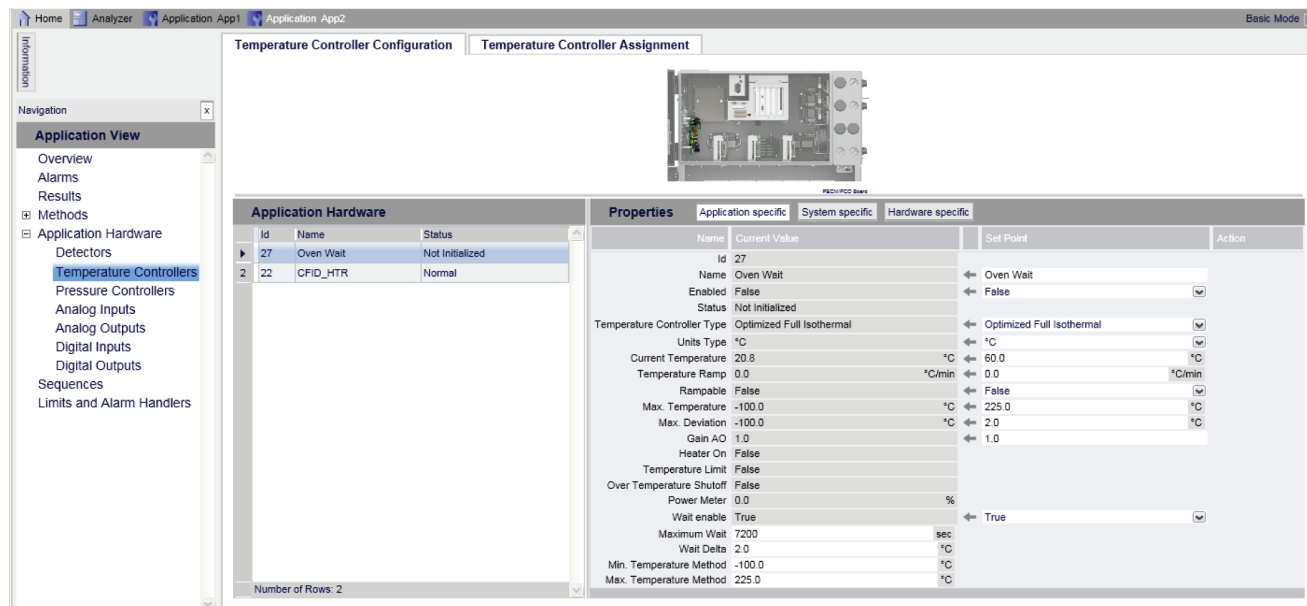 Home Analyzer Application App1 Application App2 Basic Mode
Information
Temperature Controller Configuration Temperature Controller Assignment
Navigation x
Application View
Overview
Alarms
Results
Methods
Application Hardware
Detectors
Temperature Controllers
Pressure Controllers
Analog Inputs
Analog Outputs
Digital Inputs
Digital Outputs
Sequences
Limits and Alarm Handlers
PECM/PCO Board
Application Hardware
Id Name Status
27 Oven Wait Not Initialized
2 22 CFID_HTR Normal
Number of Rows: 2
Properties Application specific System specific Hardware specific
Name Current Value Set Point Action
Id 27
Name Oven Wait Oven Wait
Enabled False False
Status Not Initialized
Temperature Controller Type Optimized Full Isothermal Optimized Full Isothermal
Units Type °C °C
Current Temperature 20.8 °C 60.0 °C
Temperature Ramp 0.0 °C/min 0.0 °C/min
Rampable False False
Max. Temperature -100.0 °C 225.0 °C
Max. Deviation -100.0 °C 2.0 °C
Gain AO 1.0 1.0
Heater On False
Temperature Limit False
Over Temperature Shutoff False
Power Meter 0.0 %
Wait enable True True
Maximum Wait 7200 sec
Wait Delta 2.0 °C
Min. Temperature Method -100.0 °C
Max. Temperature Method 225.0 °C